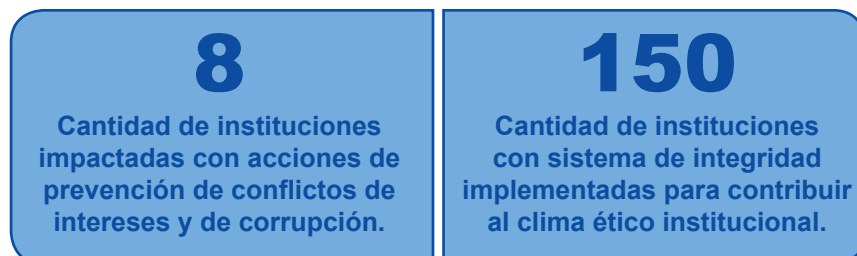 8
Cantidad de instituciones
impactadas con acciones de
prevención de conflictos de
intereses y de corrupción.
150
Cantidad de instituciones
con sistema de integridad
implementadas para contribuir
al clima ético institucional.